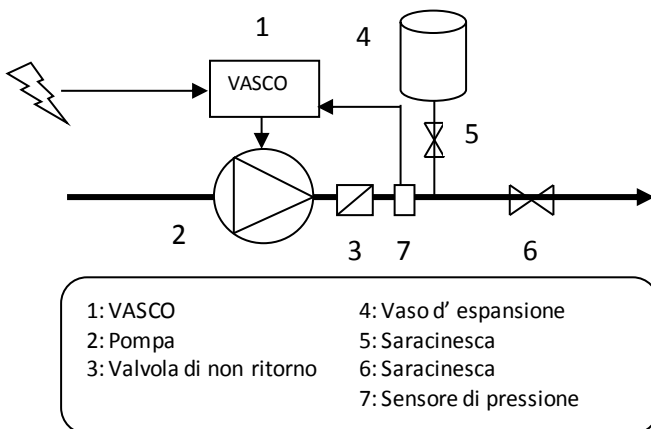 1
4
VASCO
5
2
3
7
6
1: VASCO
2: Pompa
3: Valvola di non ritorno
4: Vaso d' espansione
5: Saracinesca
6: Saracinesca
7: Sensore di pressione